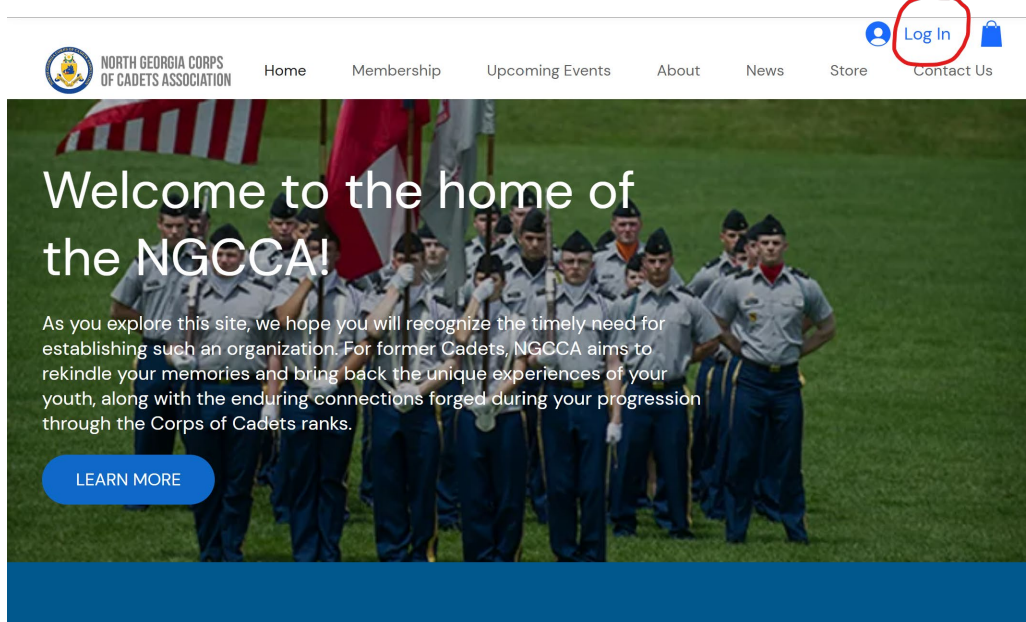 Log In
NORTH GEORGIA CORPS
OF CADETS ASSOCIATION
Home Membership Upcoming Events About News Store Contact Us
Welcome to the home of
the NGCCA!
As you explore this site, we hope you will recognize the timely need for
establishing such an organization. For former Cadets, NGCCA aims to
rekindle your memories and bring back the unique experiences of your
youth, along with the enduring connections forged during your progression
through the Corps of Cadets ranks.
LEARN MORE